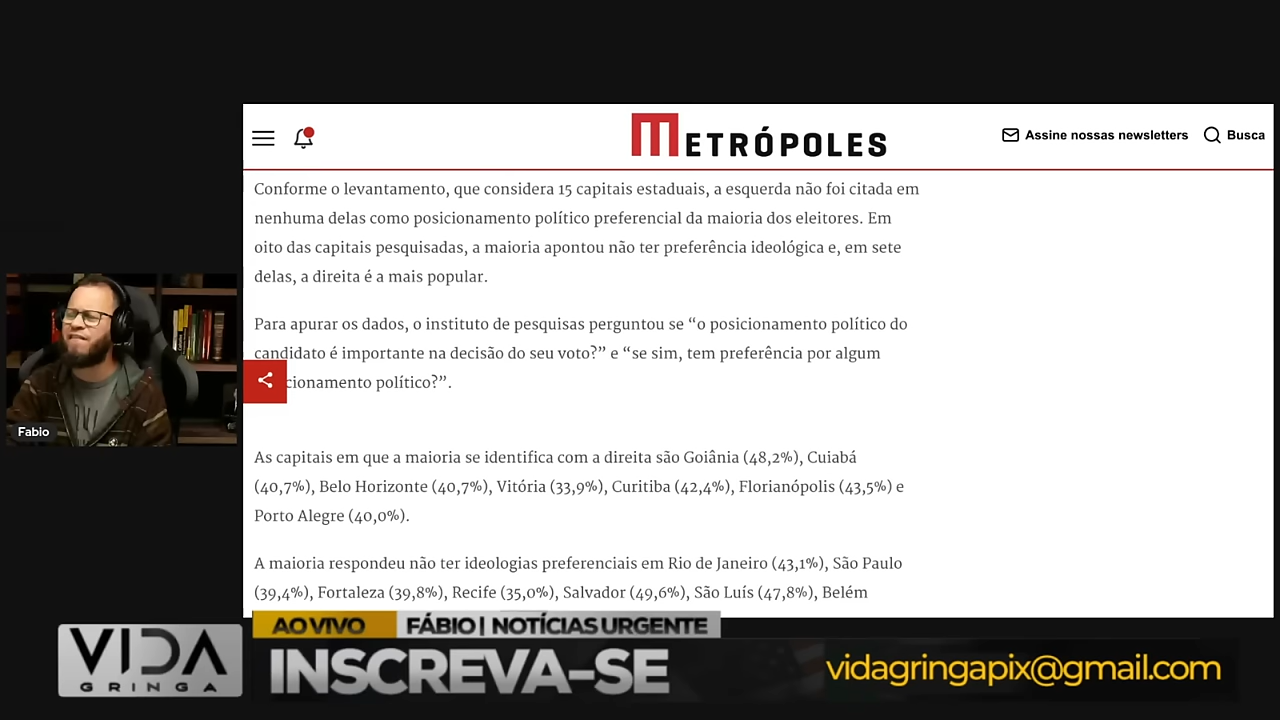 METRÓPOLES
Assine nossas newsletters
Busca
Conforme o levantamento, que considera 15 capitais estaduais, a esquerda não foi citada em
nenhuma delas como posicionamento político preferencial da maioria dos eleitores. Em
oito das capitais pesquisadas, a maioria apontou não ter preferência ideológica e, em sete
delas, a direita é a mais popular.
Para apurar os dados, o instituto de pesquisas perguntou se “o posicionamento político do
candidato é importante na decisão do seu voto?” e “se sim, tem preferência por algum
cionamento político?”.
As capitais em que a maioria se identifica com a direita são Goiânia (48,2%), Cuiabá
(40,7%), Belo Horizonte (40,7%), Vitória (33,9%), Curitiba (42,4%), Florianópolis (43,5%) e
Porto Alegre (40,0%).
A maioria respondeu não ter ideologias preferenciais em Rio de Janeiro (43,1%), São Paulo
(39,4%), Fortaleza (39,8%), Recife (35,0%), Salvador (49,6%), São Luís (47,8%), Belém
Fabio
AO VIVO
FÁBIO | NOTÍCIAS URGENTE
VIDA
GRINGA
INSCREVA-SE
vidagringapix@gmail.com